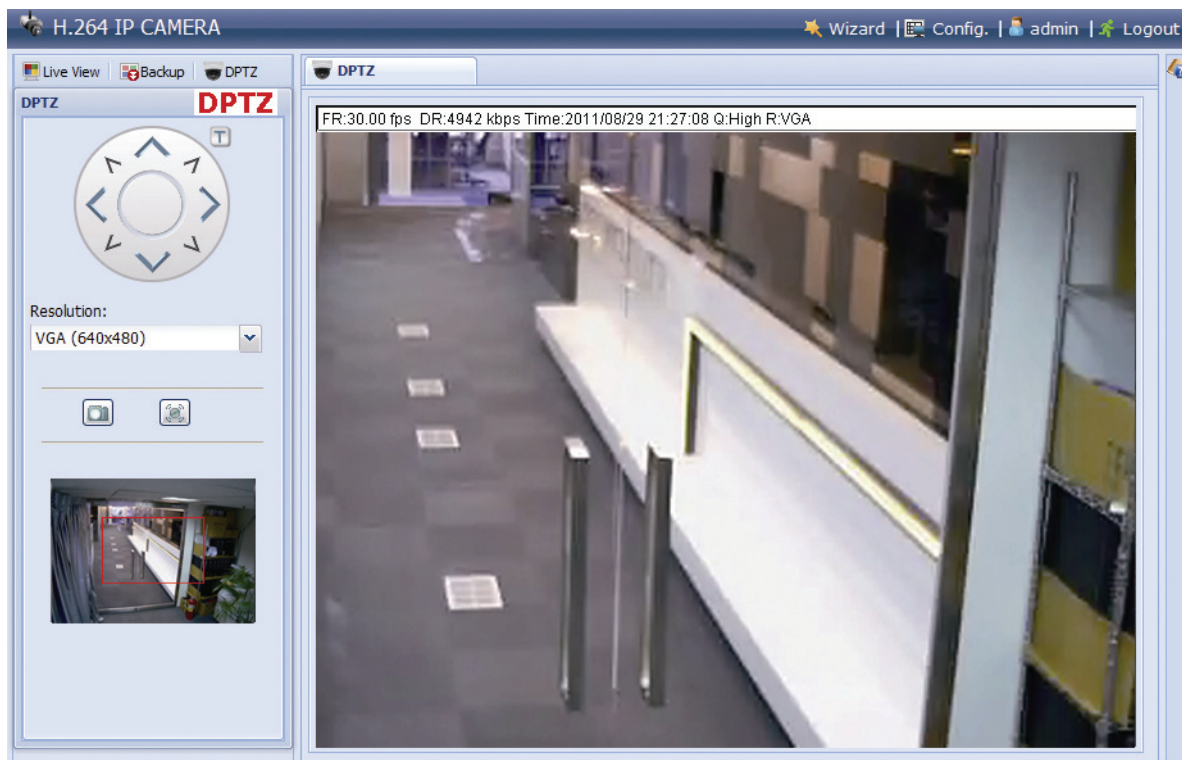 H.264 IP CAMERA
Wizard | Config. | admin | Logout
Live View Backup DPTZ
DPTZ
DPTZ DPTZ
T
FR:30.00 fps DR:4942 kbps Time:2011/08/29 21:27:08 Q:High R:VGA
Resolution:
VGA (640x480)